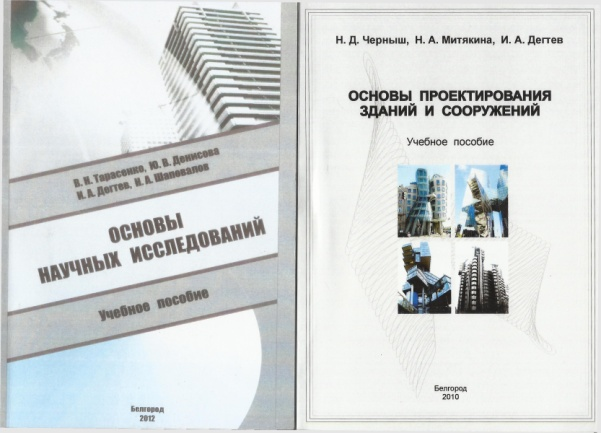 В. Н. Тарасенко, Ю. В. Денисова
И. А. Дегтев, Н. А. Шаповалов
ОСНОВЫ
НАУЧНЫХ ИССЛЕДОВАНИЙ
Учебное пособие
Белгород
2012
Н. Д. Черныш, Н. А. Митякина, И. А. Дегтев
ОСНОВЫ ПРОЕКТИРОВАНИЯ
ЗДАНИЙ И СООРУЖЕНИЙ
Учебное пособие
Белгород
2010